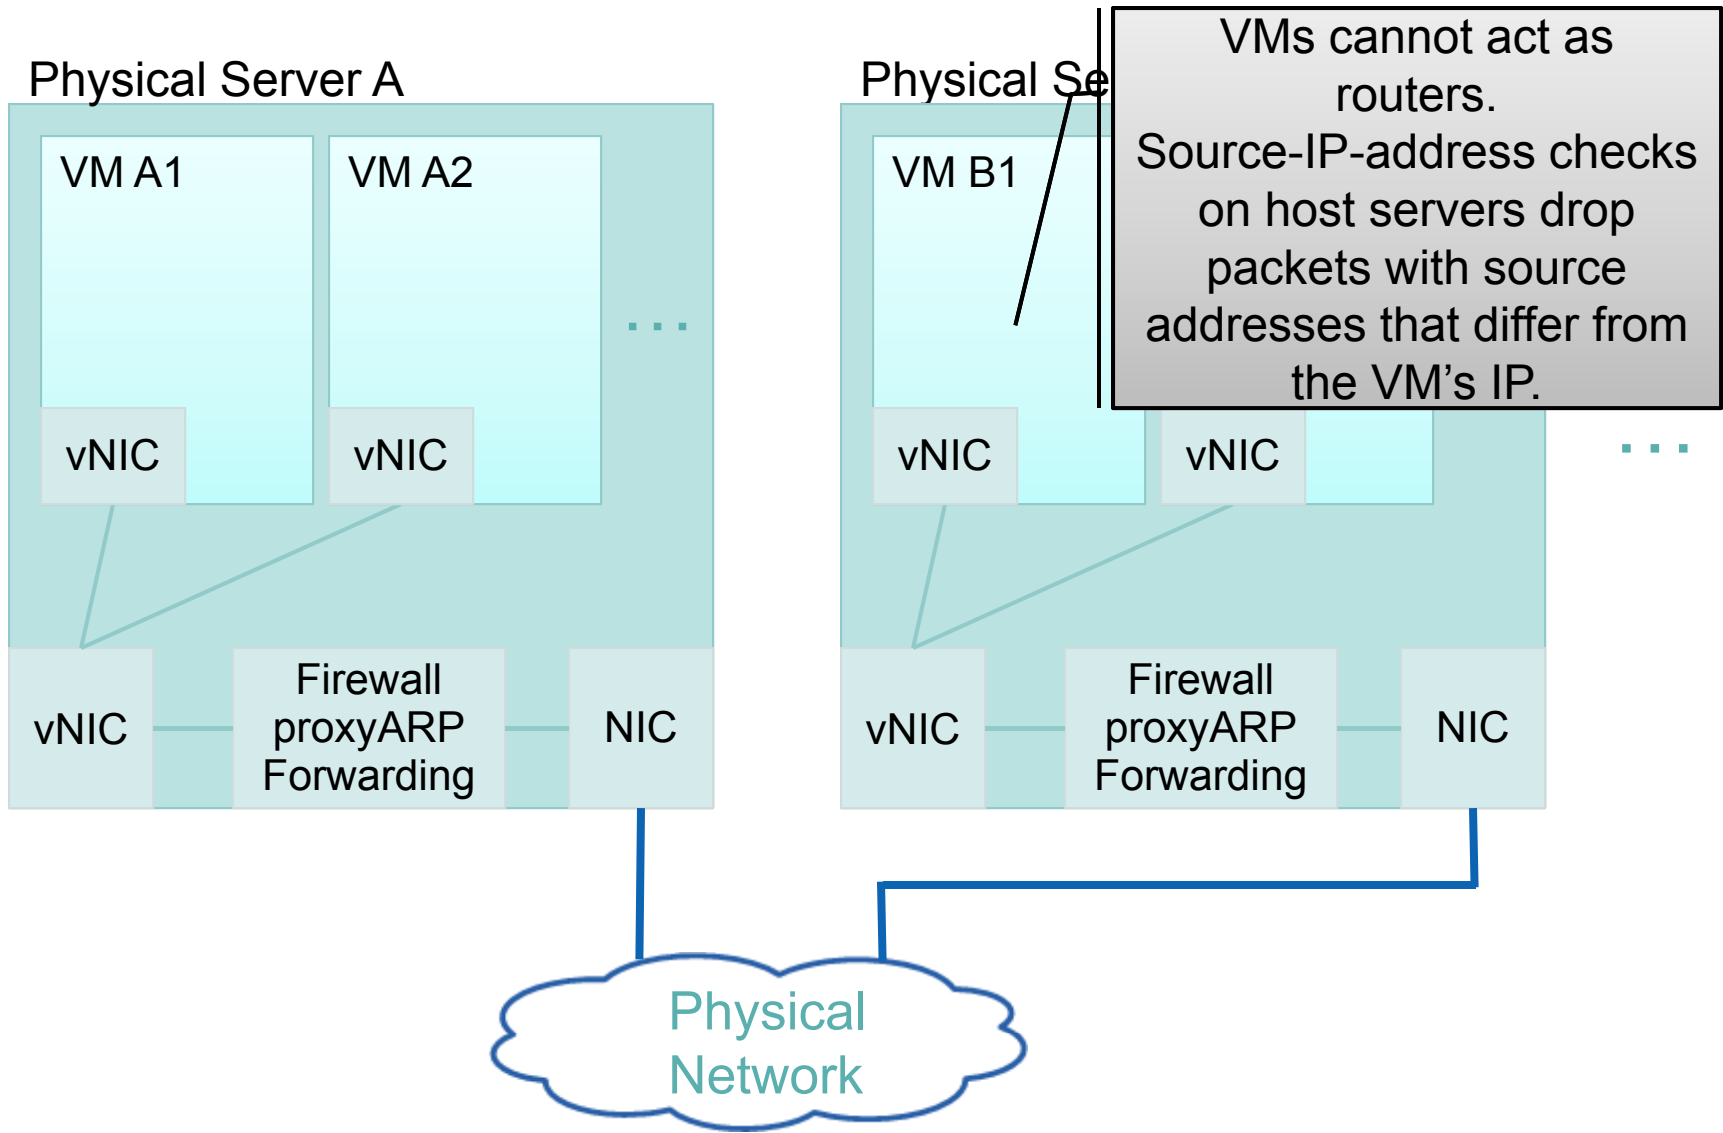 Physical Server A
Physical Se
VMs cannot act as
routers.
Source-IP-address checks
on host servers drop
packets with source
addresses that differ from
the VM’s IP.
VM A1
VM A2
...
VM B1
vNIC
vNIC
vNIC
vNIC
...
vNIC
Firewall
proxyARP
Forwarding
NIC
vNIC
Firewall
proxyARP
Forwarding
NIC
Physical
Network